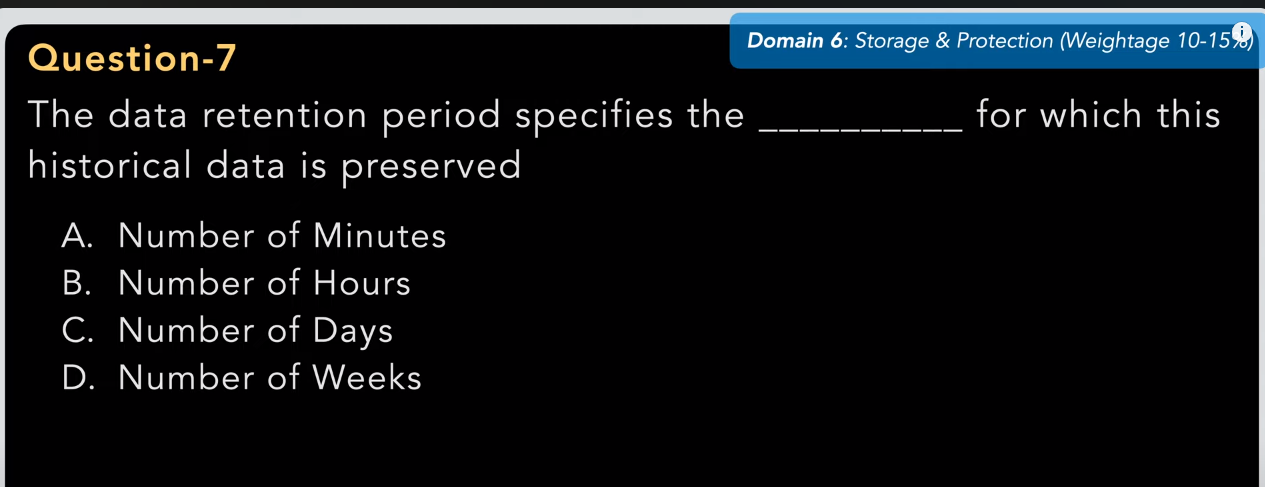 Domain 6: Storage & Protection (Weightage 10-15%)
Question-7
The data retention period specifies the __________ for which this
historical data is preserved
A. Number of Minutes
B. Number of Hours
C. Number of Days
D. Number of Weeks